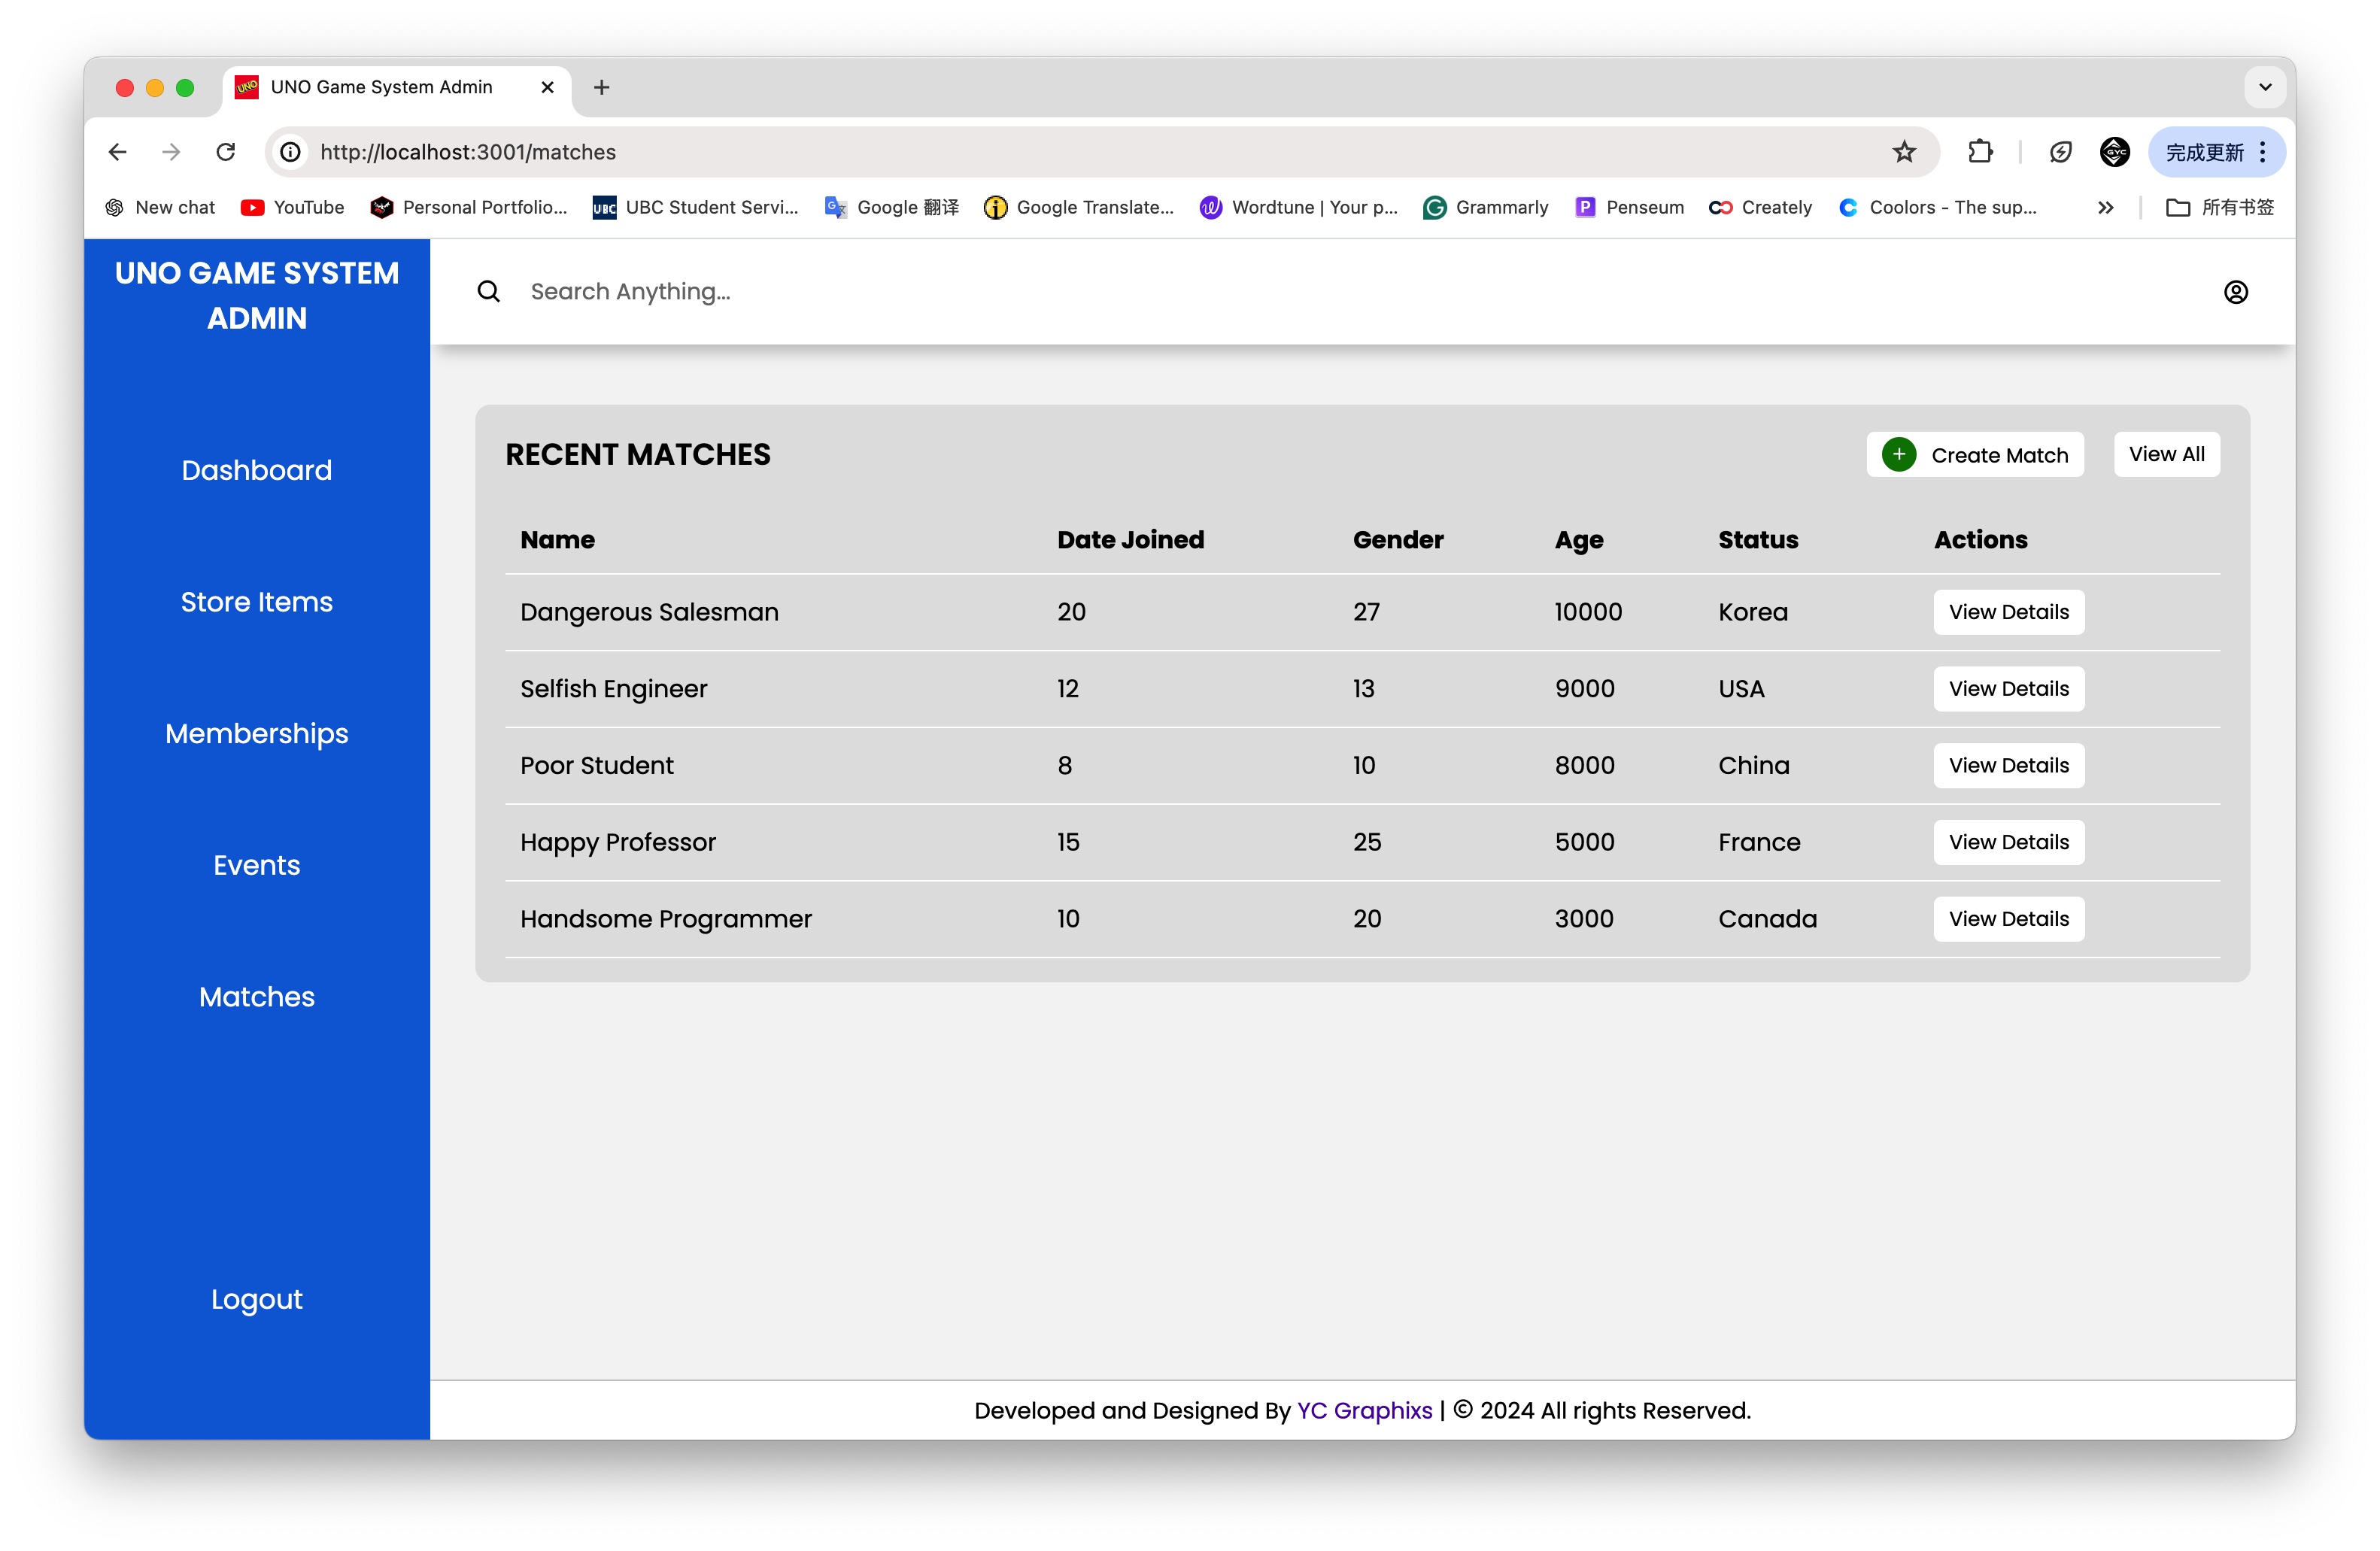 UNO Game System Admin
http://localhost:3001/matches
完成更新
New chat YouTube Personal Portfolio... UBC Student Servi... Google 翻译 Google Translate... Wordtune | Your p... Grammarly Penseum Creately Coolors - The sup... 所有书签
UNO GAME SYSTEM
ADMIN
Dashboard
Store Items
Memberships
Events
Matches
Logout
Search Anything...
RECENT MATCHES Create Match View All
Name Date Joined Gender Age Status Actions
Dangerous Salesman 20 27 10000 Korea View Details
Selfish Engineer 12 13 9000 USA View Details
Poor Student 8 10 8000 China View Details
Happy Professor 15 25 5000 France View Details
Handsome Programmer 10 20 3000 Canada View Details
Developed and Designed By YC Graphixs | © 2024 All rights Reserved.